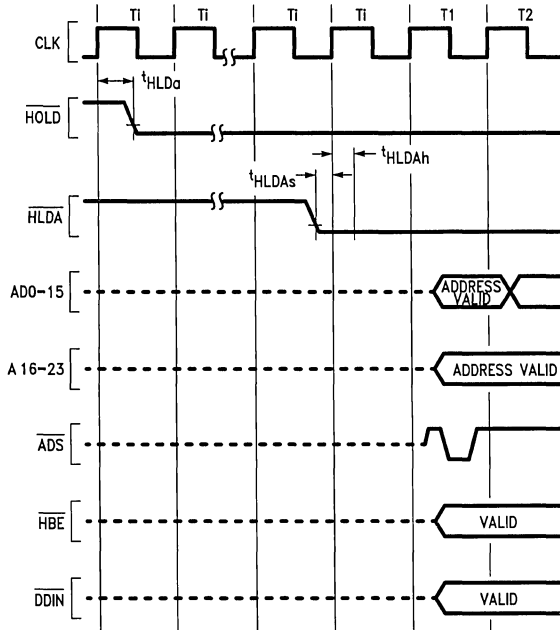 Ti Ti Ti Ti T1 T2
CLK
tHLDa
HOLD
tHLDAh
tHLDAs
HLDA
AD0-15
ADDRESS
VALID
A 16-23
ADDRESS VALID
ADS
HBE
VALID
DDIN
VALID